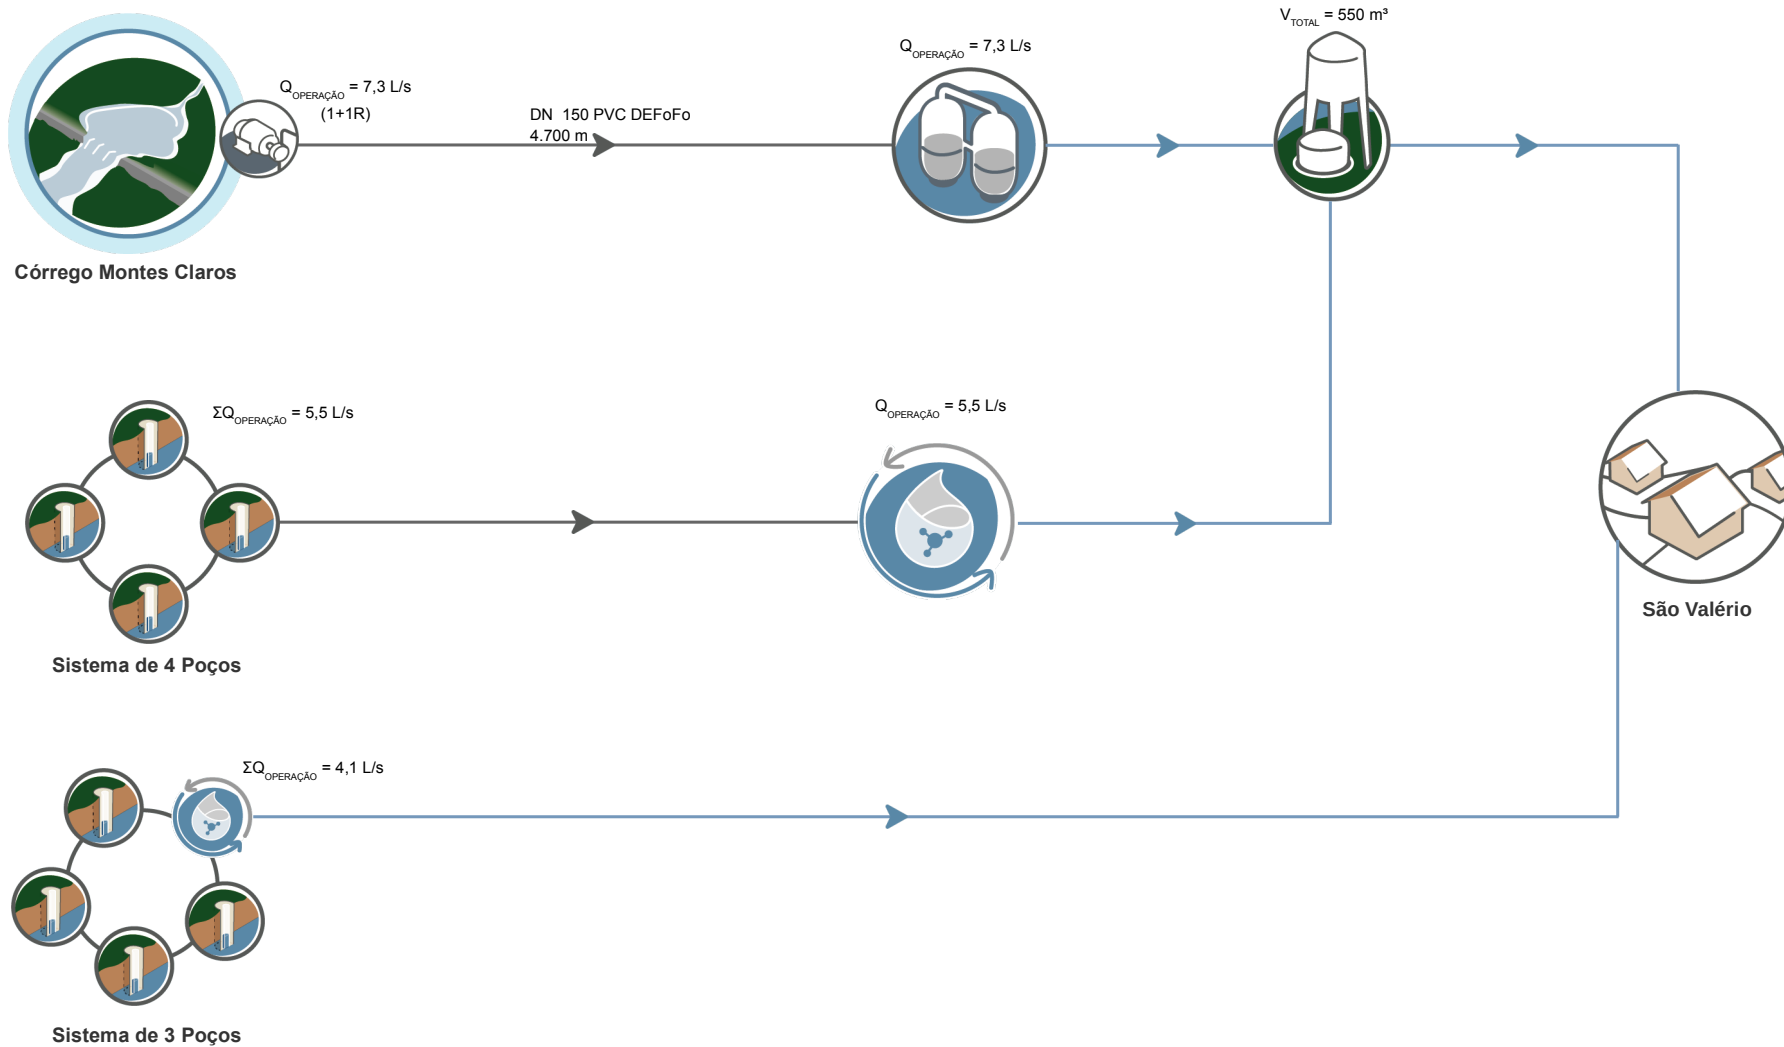 V_TOTAL = 550 m³
Q_OPERAÇÃO = 7,3 L/s
Q_OPERAÇÃO = 7,3 L/s
(1+1R)
DN 150 PVC DEFoFo
4.700 m
Córrego Montes Claros
ΣQ_OPERAÇÃO = 5,5 L/s
Q_OPERAÇÃO = 5,5 L/s
São Valério
Sistema de 4 Poços
ΣQ_OPERAÇÃO = 4,1 L/s
Sistema de 3 Poços